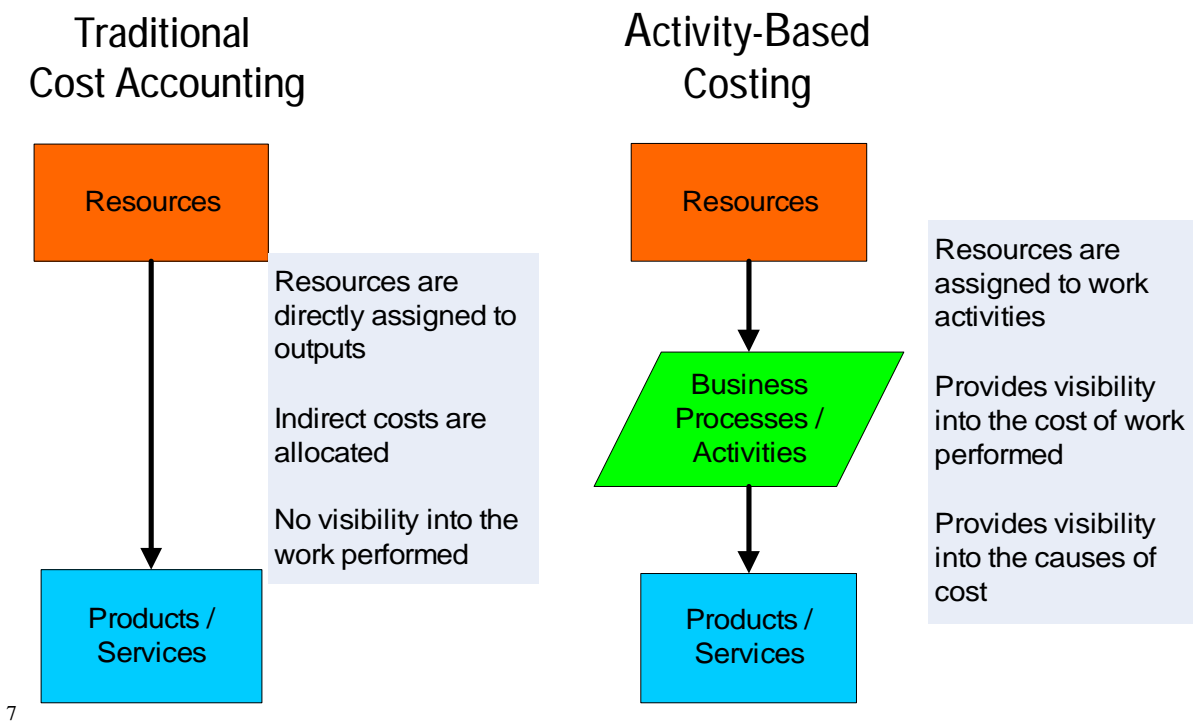 Traditional
Cost Accounting
Resources
Resources are
directly assigned to
outputs
Indirect costs are
allocated
No visibility into the
work performed
Products /
Services
Activity-Based
Costing
Resources
Business
Processes /
Activities
Products /
Services
Resources are
assigned to work
activities
Provides visibility
into the cost of work
performed
Provides visibility
into the causes of
cost
7